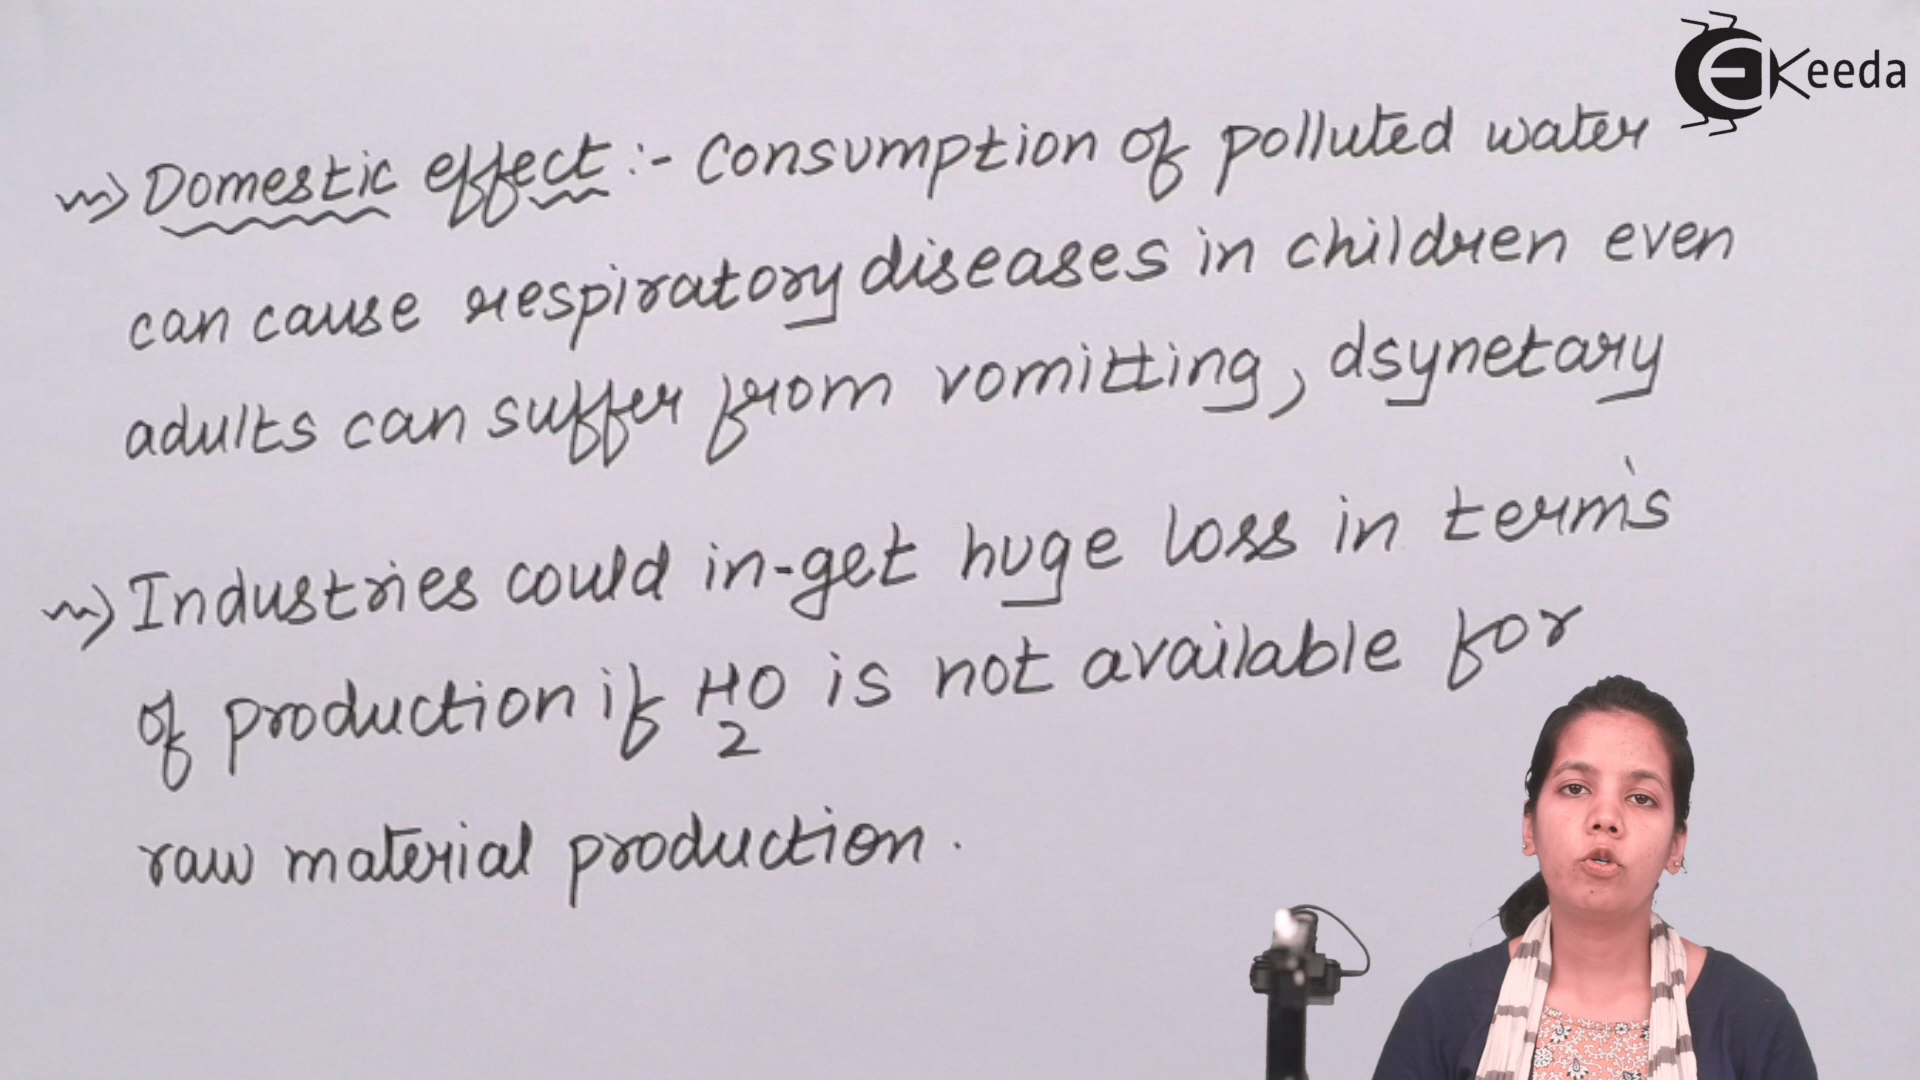 EKeeda
Domestic effect :- Consumption of polluted water
can cause respiratory diseases in children even
adults can suffer from vomitting, dsynetary
Industries could in-get huge loss in term's
of production if H2O is not available for
raw material production.